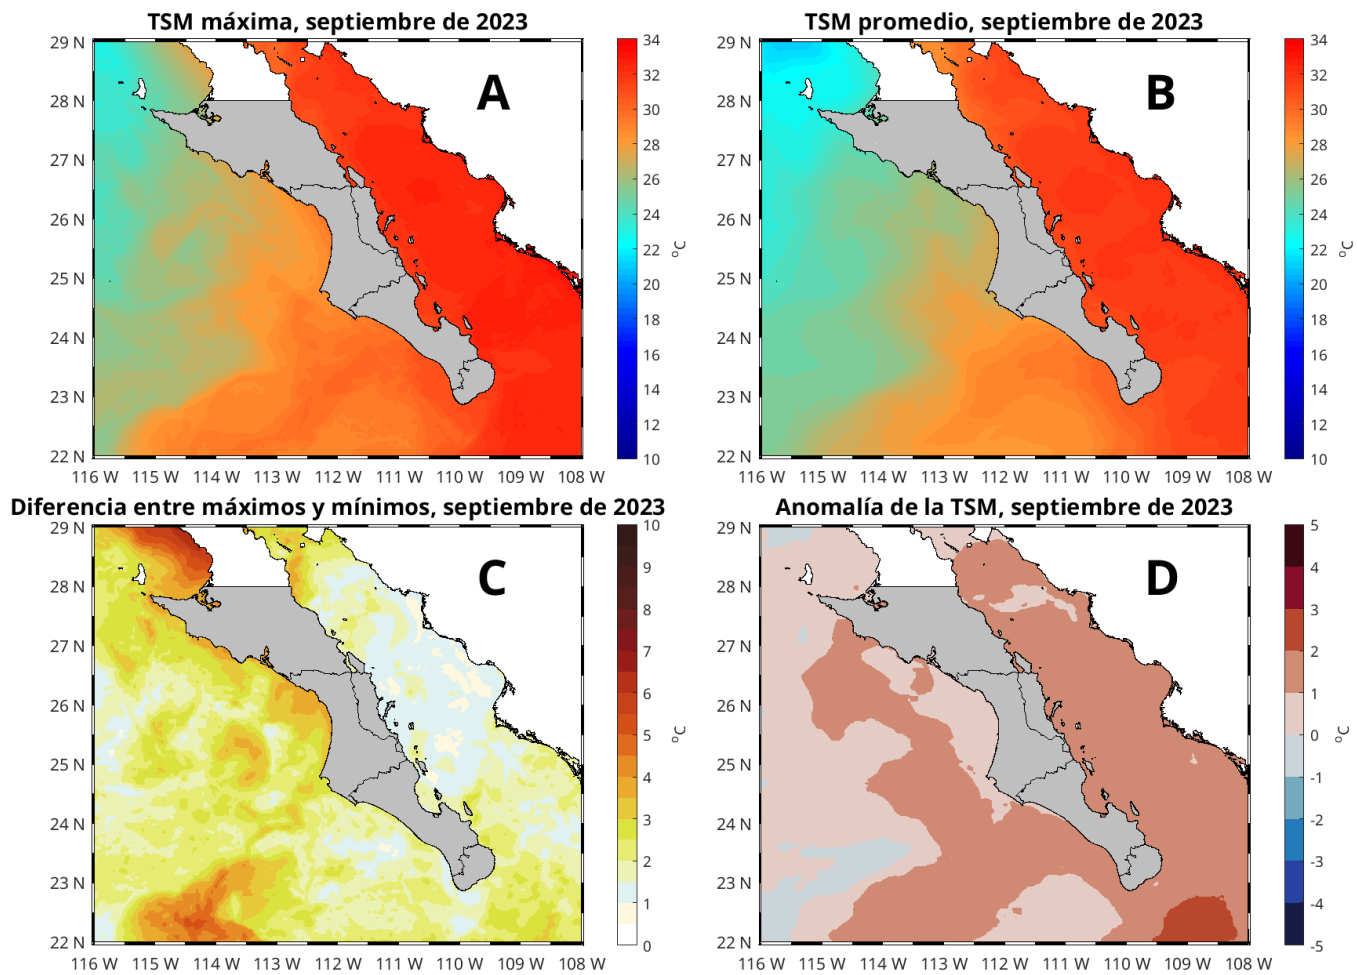 TSM máxima, septiembre de 2023
A
29 N
28 N
27 N
26 N
25 N
24 N
23 N
22 N
116 W 115 W 114 W 113 W 112 W 111 W 110 W 109 W 108 W
34
32
30
28
26
24
22
20
18
16
14
12
10
°C
TSM promedio, septiembre de 2023
B
29 N
28 N
27 N
26 N
25 N
24 N
23 N
22 N
116 W 115 W 114 W 113 W 112 W 111 W 110 W 109 W 108 W
34
32
30
28
26
24
22
20
18
16
14
12
10
°C
Diferencia entre máximos y mínimos, septiembre de 2023
C
29 N
28 N
27 N
26 N
25 N
24 N
23 N
22 N
116 W 115 W 114 W 113 W 112 W 111 W 110 W 109 W 108 W
10
9
8
7
6
5
4
3
2
1
0
°C
Anomalía de la TSM, septiembre de 2023
D
29 N
28 N
27 N
26 N
25 N
24 N
23 N
22 N
116 W 115 W 114 W 113 W 112 W 111 W 110 W 109 W 108 W
5
4
3
2
1
0
-1
-2
-3
-4
-5
°C